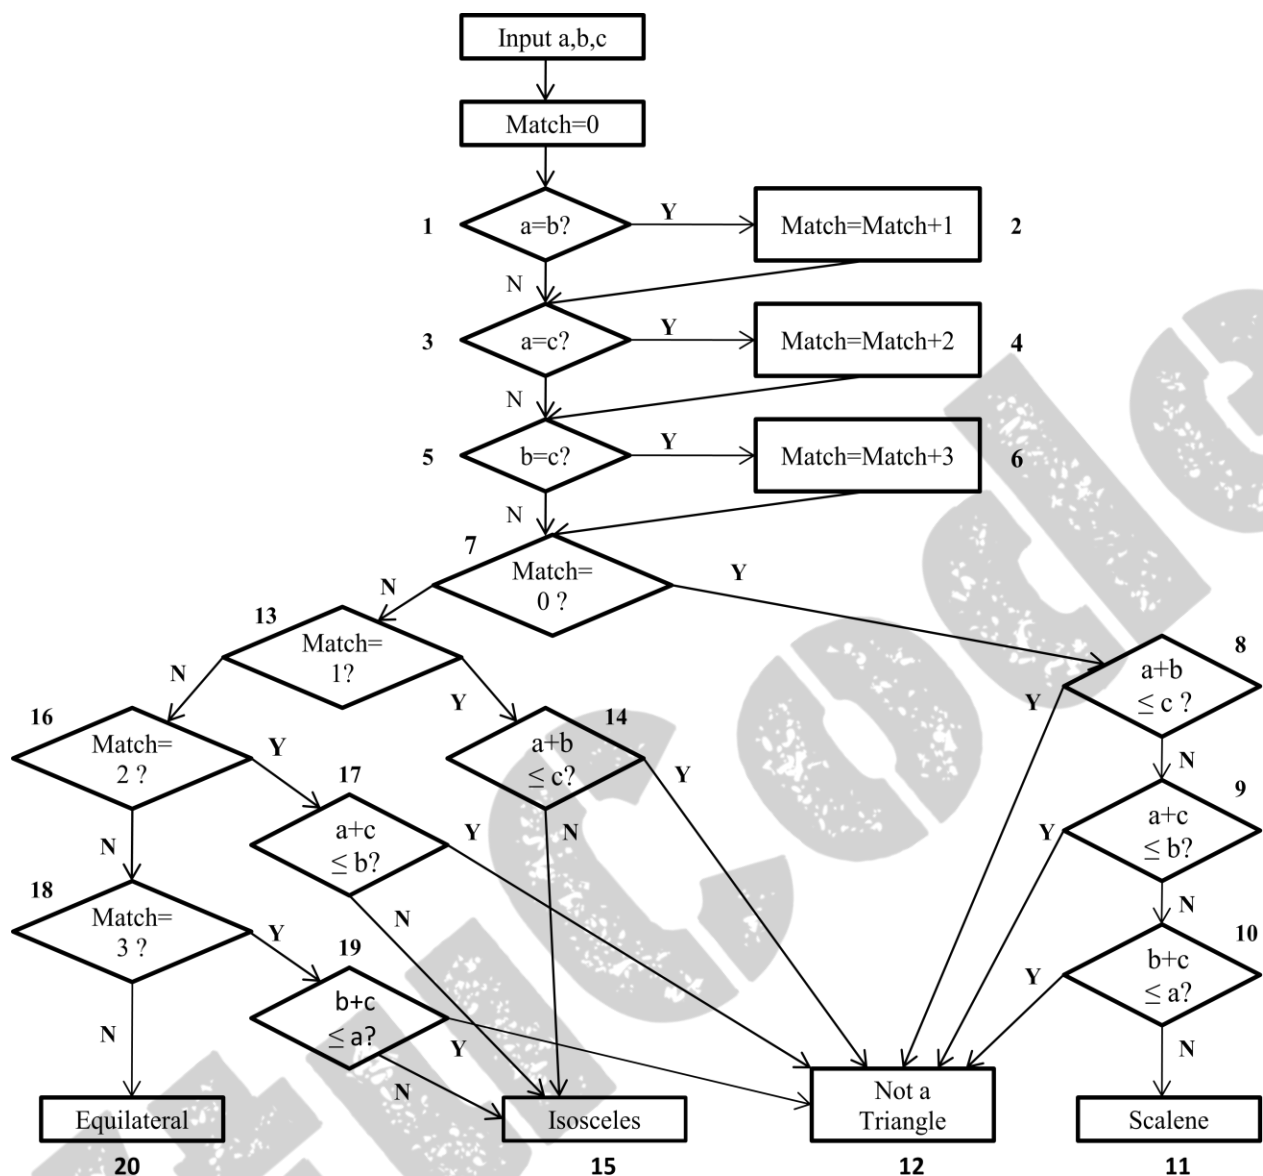 Input a,b,c
Match=0
1
a=b?
Y
Match=Match+1
2
N
3
a=c?
Y
Match=Match+2
4
N
5
b=c?
Y
Match=Match+3
6
N
7
Match=
0 ?
N
Y
13
Match=
1?
N
Y
8
a+b
≤ c ?
Y
N
16
Match=
2 ?
Y
N
14
a+b
≤ c?
Y
N
17
a+c
≤ b?
Y
N
9
a+c
≤ b?
Y
N
18
Match=
3 ?
Y
N
19
b+c
≤ a?
Y
N
10
b+c
≤ a?
Y
N
Equilateral
Isosceles
Not a
Triangle
Scalene
20
15
12
11